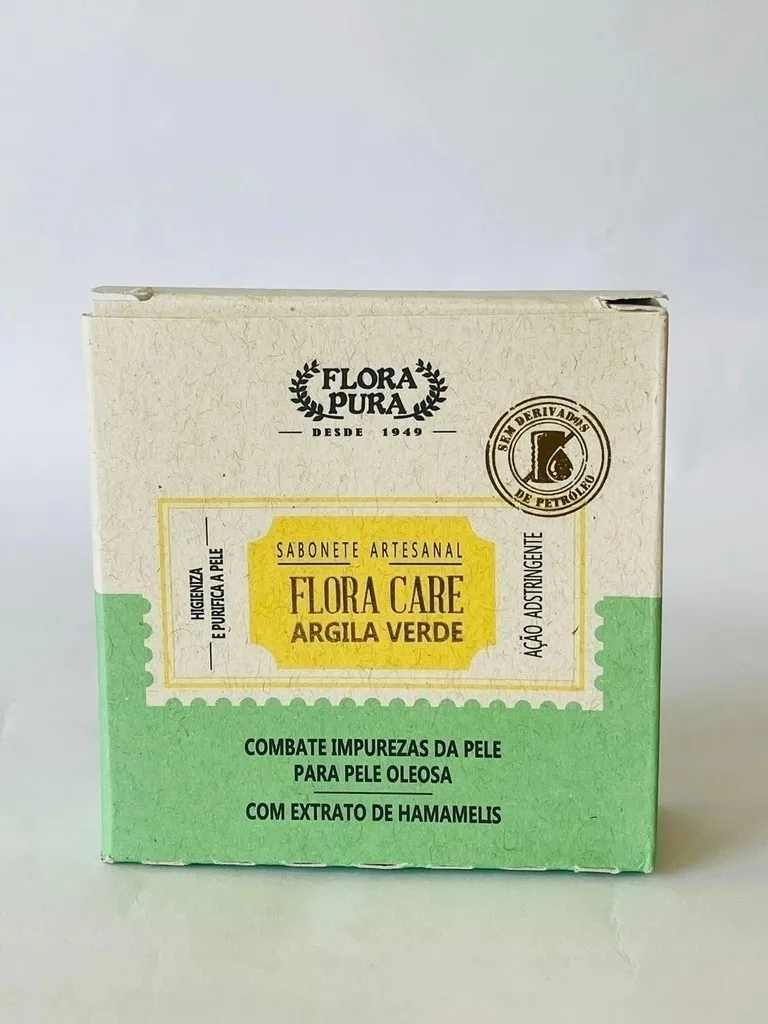 FLORA
PURA
DESDE 1949
SEM DERIVADOS
DE PETRÓLEO
HIGIENIZA
E PURIFICA A PELE
SABONETE ARTESANAL
FLORA CARE
ARGILA VERDE
AÇÃO ADSTRINGENTE
COMBATE IMPUREZAS DA PELE
PARA PELE OLEOSA
COM EXTRATO DE HAMAMELIS